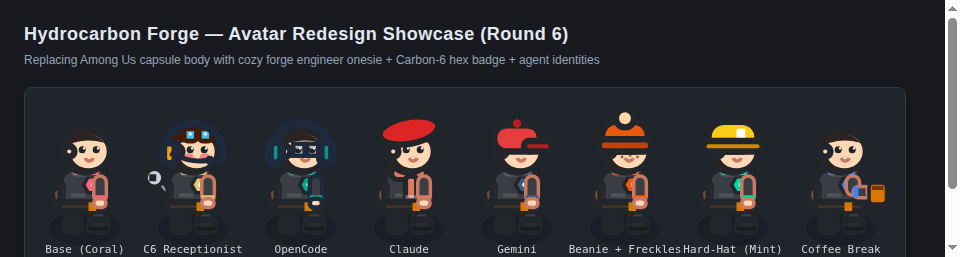 Hydrocarbon Forge — Avatar Redesign Showcase (Round 6)
Replacing Among Us capsule body with cozy forge engineer onesie + Carbon-6 hex badge + agent identities
Base (Coral) C6 Receptionist OpenCode Claude Gemini Beanie + Freckles Hard-Hat (Mint) Coffee Break